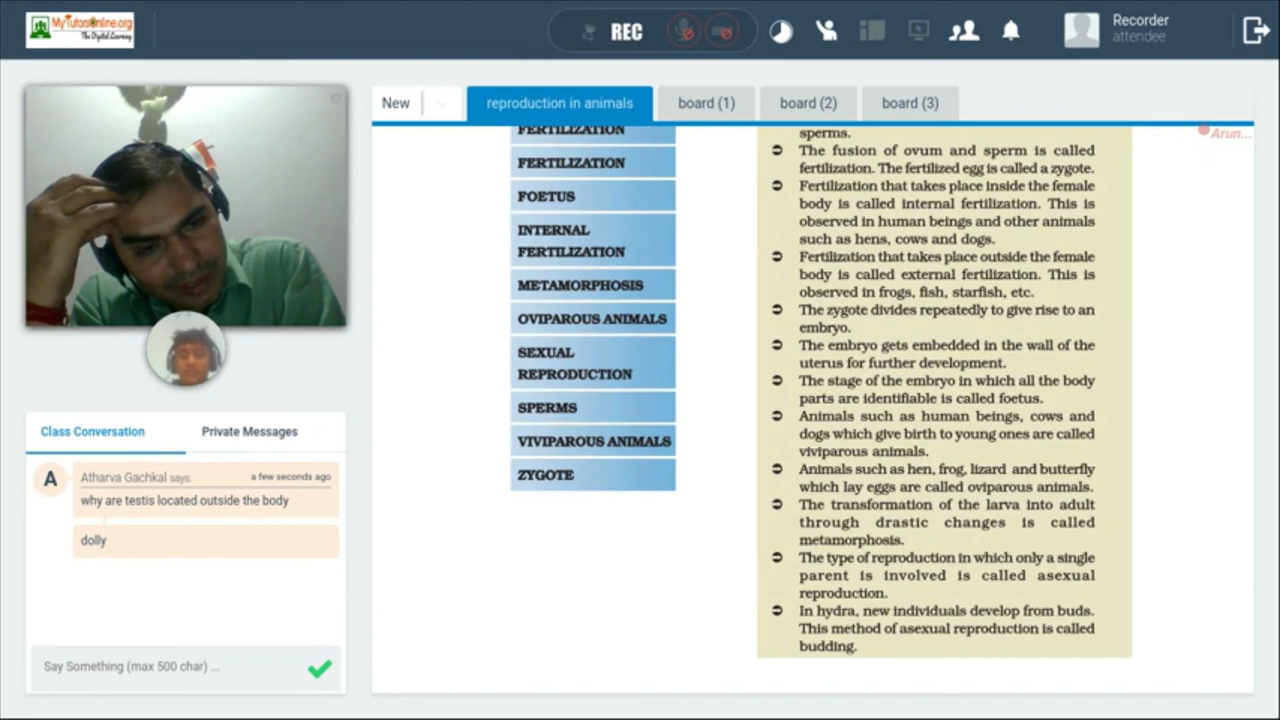 MyTutorsOnline.org
The Digital Learning
REC
Recorder
attendee
New
reproduction in animals
board (1)
board (2)
board (3)
Arun...
FERTILIZATION
FERTILIZATION
FOETUS
INTERNAL
FERTILIZATION
METAMORPHOSIS
OVIPAROUS ANIMALS
SEXUAL
REPRODUCTION
SPERMS
VIVIPAROUS ANIMALS
ZYGOTE
sperms.
The fusion of ovum and sperm is called
fertilization. The fertilized egg is called a zygote.
Fertilization that takes place inside the female
body is called internal fertilization. This is
observed in human beings and other animals
such as hens, cows and dogs.
Fertilization that takes place outside the female
body is called external fertilization. This is
observed in frogs, fish, starfish, etc.
The zygote divides repeatedly to give rise to an
embryo.
The embryo gets embedded in the wall of the
uterus for further development.
The stage of the embryo in which all the body
parts are identifiable is called foetus.
Animals such as human beings, cows and
dogs which give birth to young ones are called
viviparous animals.
Animals such as hen, frog, lizard and butterfly
which lay eggs are called oviparous animals.
The transformation of the larva into adult
through drastic changes is called
metamorphosis.
The type of reproduction in which only a single
parent is involved is called asexual
reproduction.
In hydra, new individuals develop from buds.
This method of asexual reproduction is called
budding.
Class Conversation
Private Messages
A
Atharva Gachkal says:
a few seconds ago
why are testis located outside the body
dolly
Say Something (max 500 char) ...